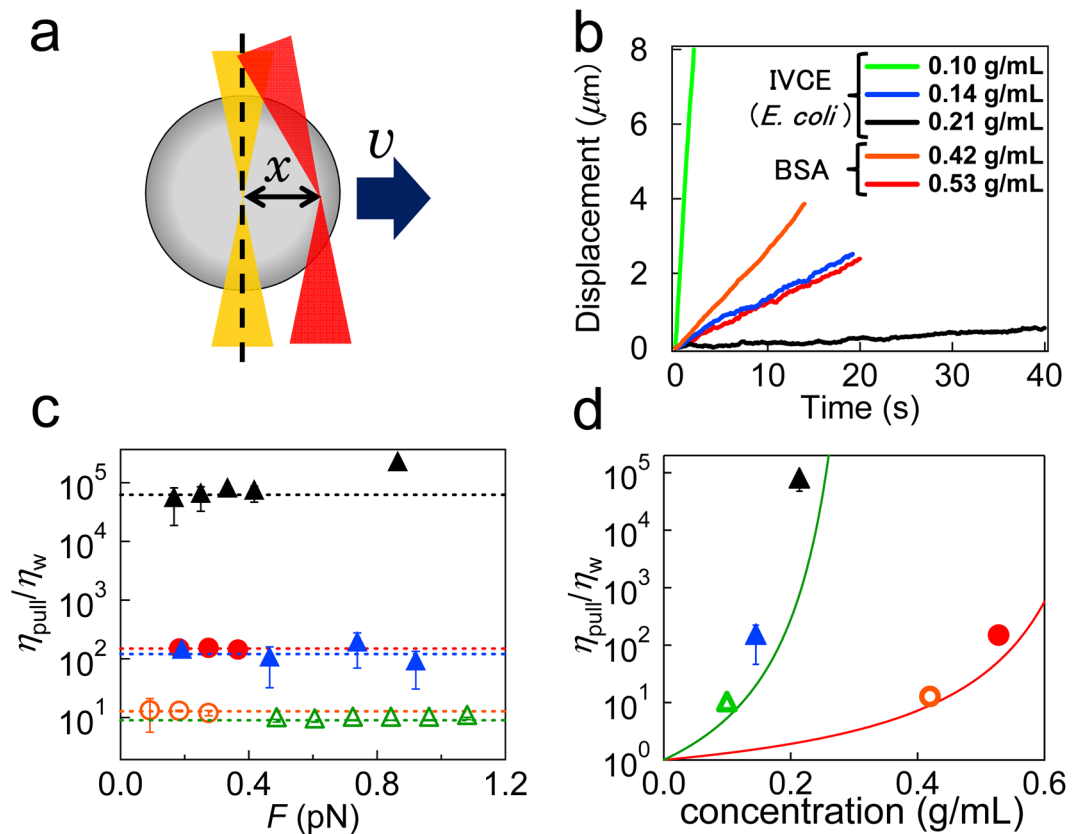 a
x
v
b
Displacement (μm)
8
6
4
2
0
0 10 20 30 40
Time (s)
IVCE
(E. coli)
0.10 g/mL
0.14 g/mL
0.21 g/mL
BSA
0.42 g/mL
0.53 g/mL
c
ηpull/ηw
10⁵
10⁴
10³
10²
10¹
0.0 0.4 0.8 1.2
F (pN)
d
ηpull/ηw
10⁵
10⁴
10³
10²
10¹
10⁰
0.0 0.2 0.4 0.6
concentration (g/mL)